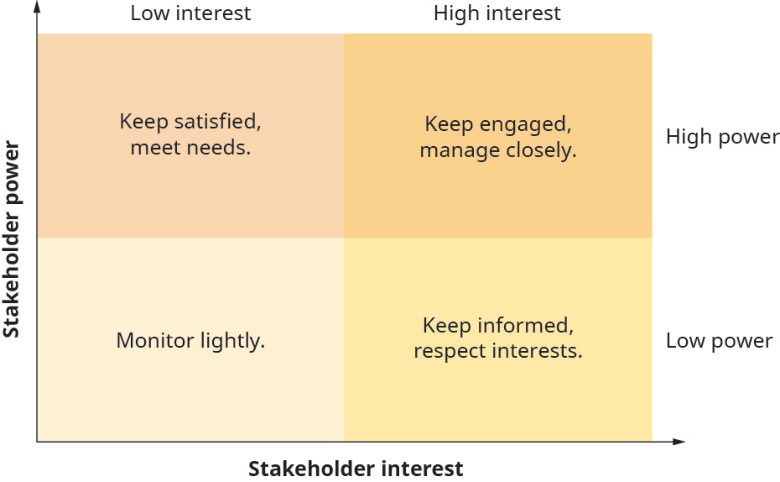 Low interest
High interest
Keep satisfied,
meet needs.
Keep engaged,
manage closely.
High power
Stakeholder power
Monitor lightly.
Keep informed,
respect interests.
Low power
Stakeholder interest